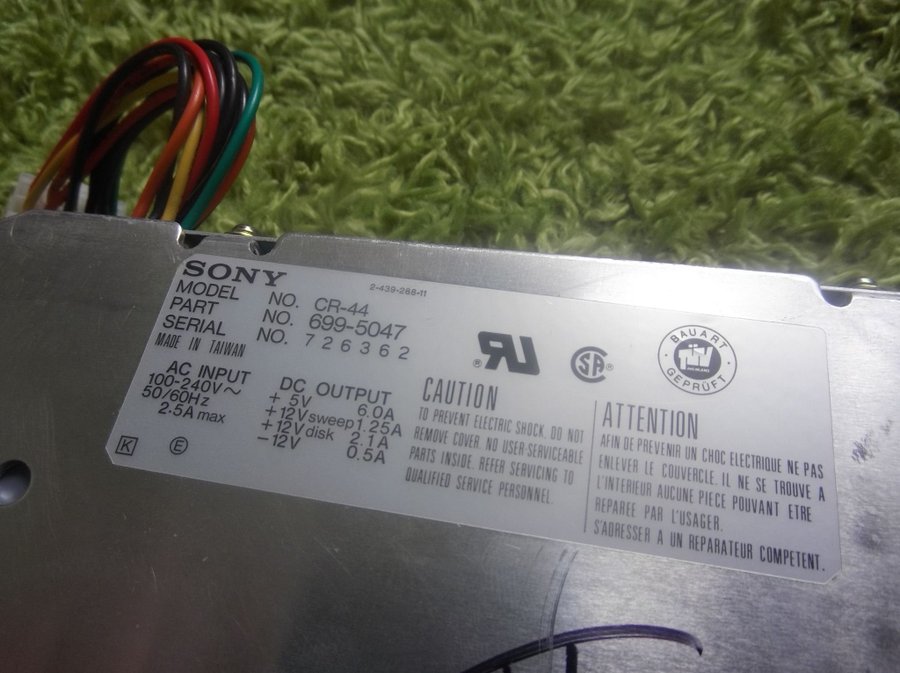 SONY
2-439-288-11
MODEL NO. CR-44
PART NO. 699-5047
SERIAL NO. 726362
MADE IN TAIWAN
AC INPUT
100-240V~
50/60Hz
2.5A max
DC OUTPUT
+ 5V 6.0A
+12V sweep 1.25A
+12V disk 2.1A
-12V 0.5A
K
E
CAUTION
TO PREVENT ELECTRIC SHOCK, DO NOT
REMOVE COVER. NO USER-SERVICEABLE
PARTS INSIDE. REFER SERVICING TO
QUALIFIED SERVICE PERSONNEL.
BAUART
TÜV
GEPRÜFT
ATTENTION
AFIN DE PREVENIR UN CHOC ELECTRIQUE NE PAS
ENLEVER LE COUVERCLE. IL NE SE TROUVE A
L'INTERIEUR AUCUNE PIECE POUVANT ETRE
REPAREE PAR L'USAGER.
S'ADRESSER A UN REPARATEUR COMPETENT.